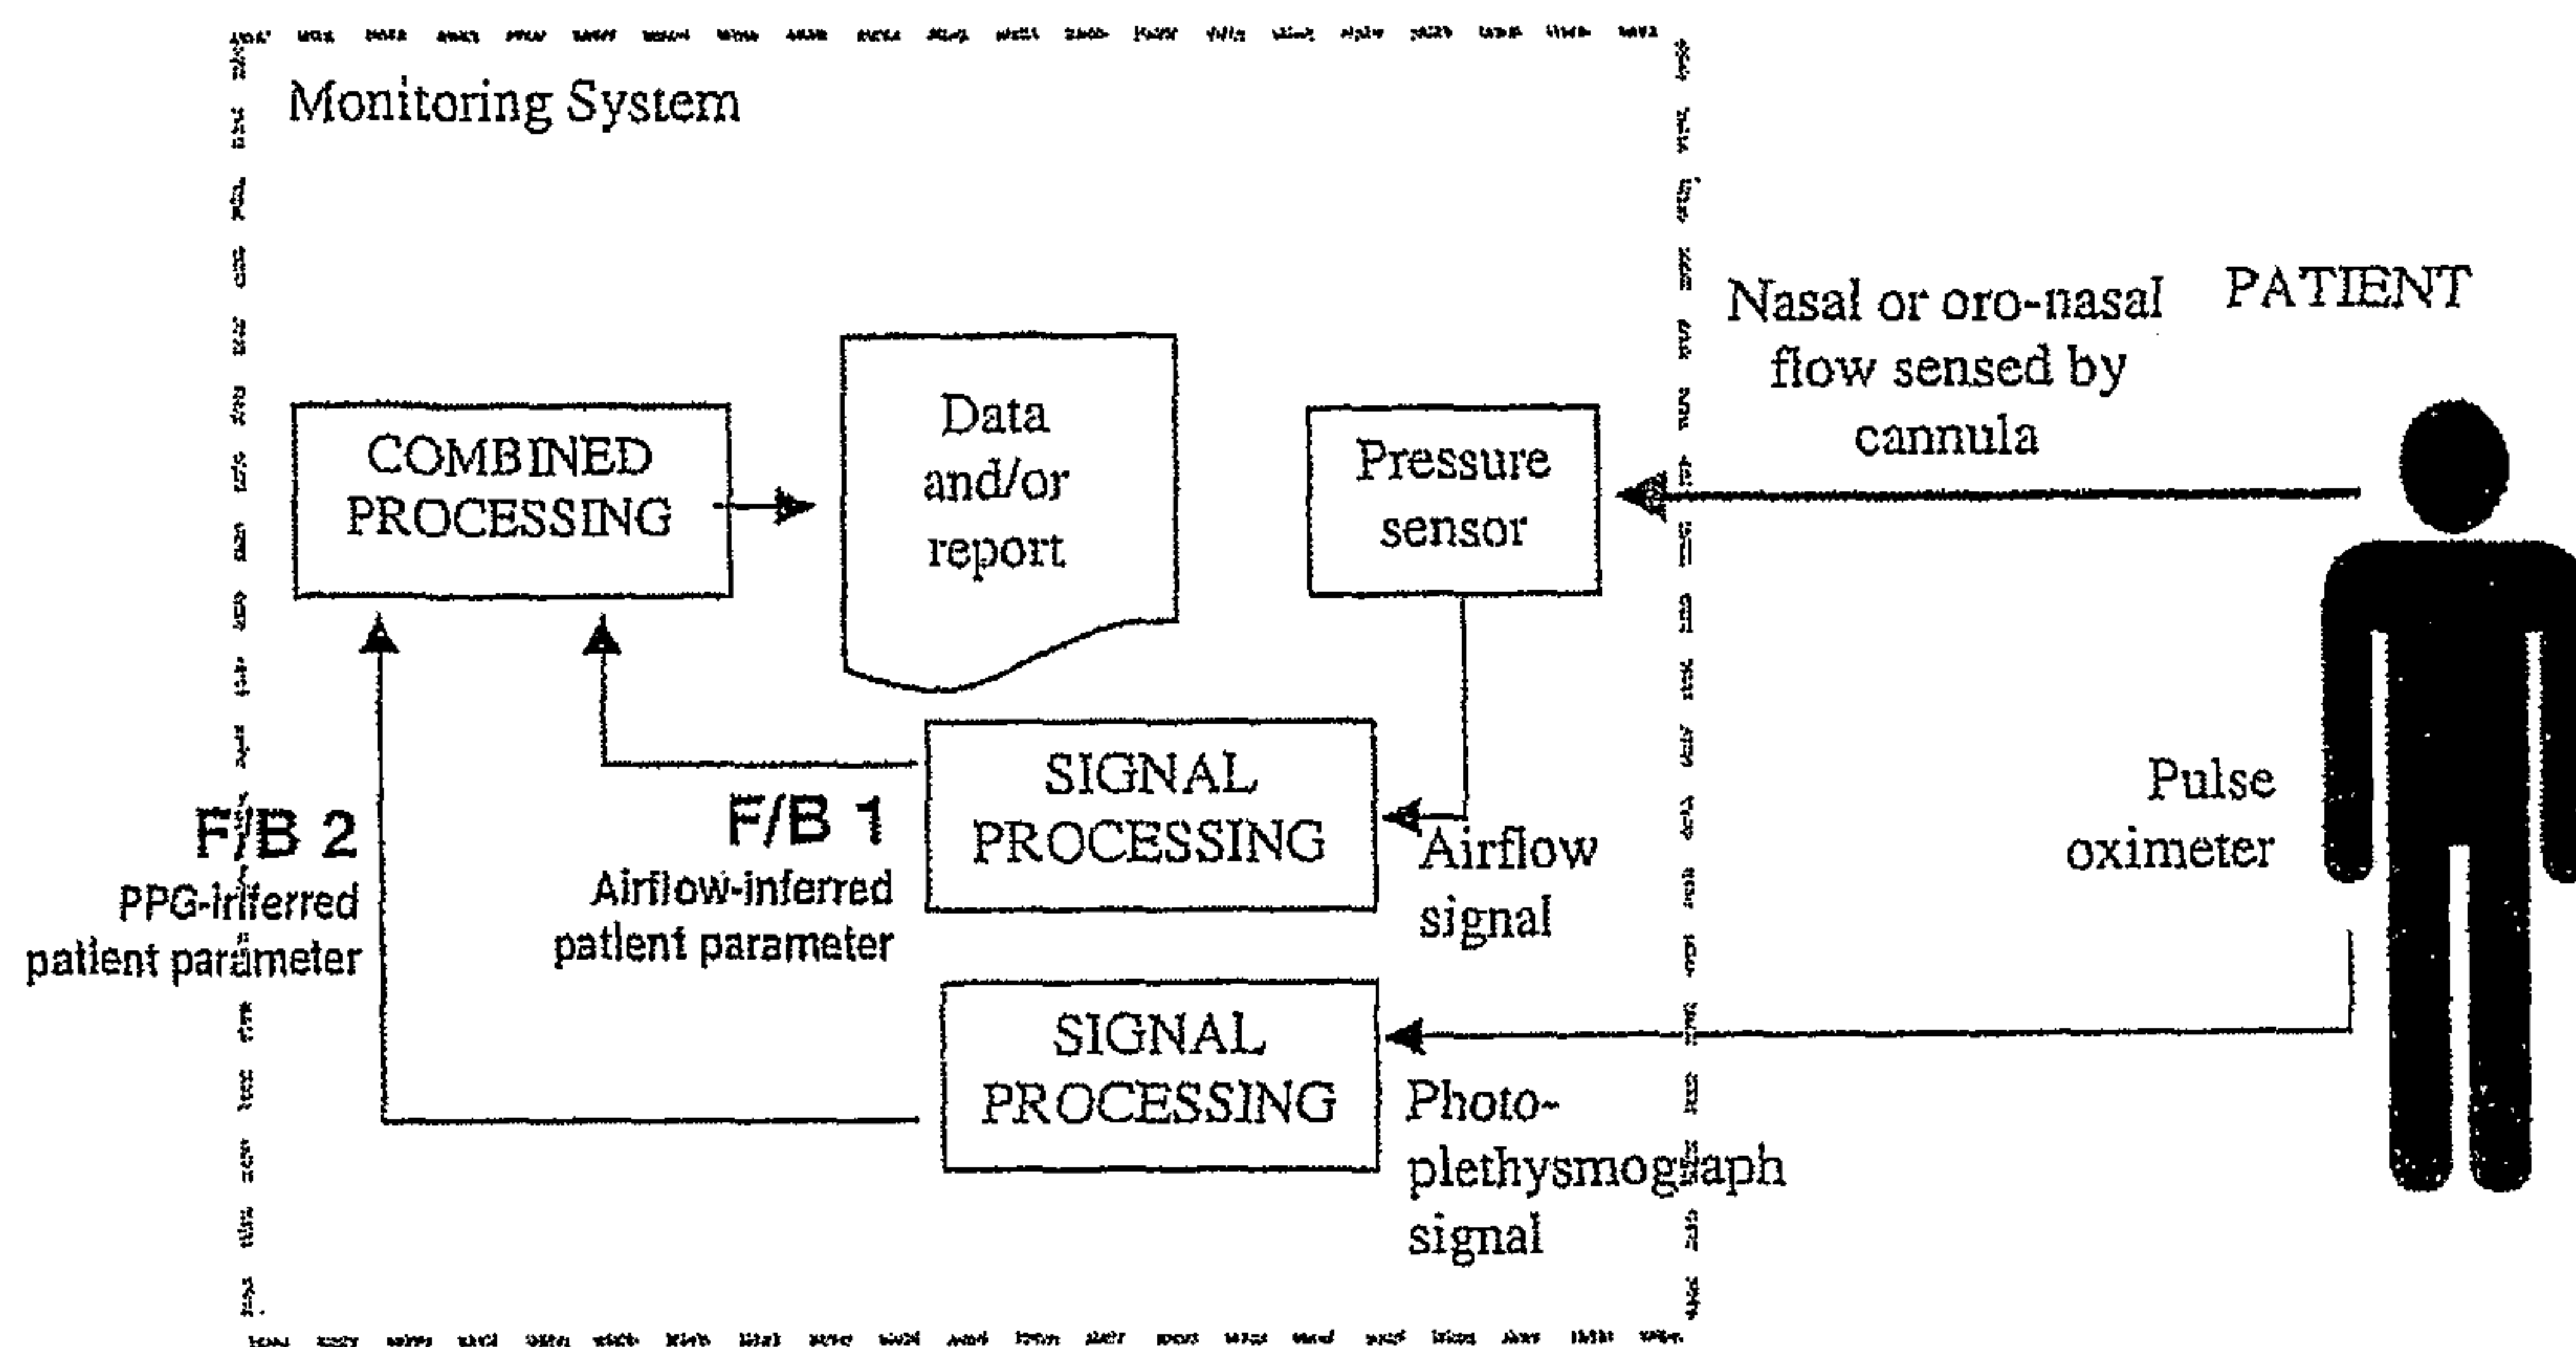 Monitoring System
Nasal or oro-nasal
flow sensed by
cannula
PATIENT
COMBINED
PROCESSING
Data
and/or
report
Pressure
sensor
SIGNAL
PROCESSING
F/B 1
Airflow-inferred
patient parameter
F/B 2
PPG-inferred
patient parameter
Airflow
signal
Pulse
oximeter
SIGNAL
PROCESSING
Photo-
plethysmograph
signal